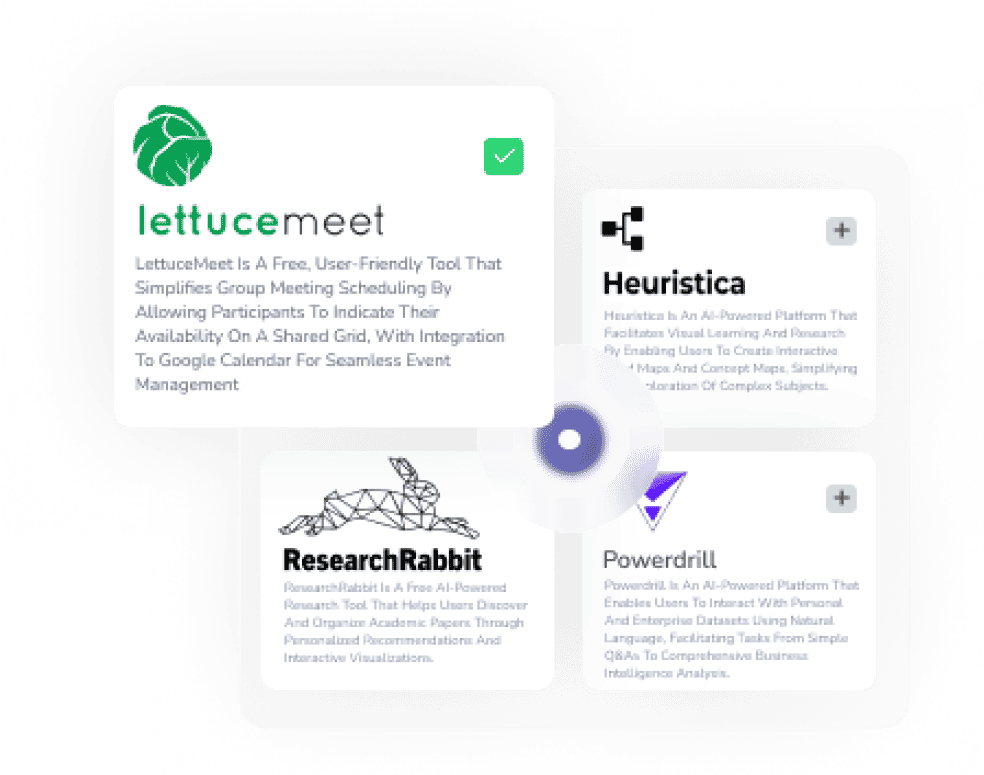 lettucemeet
LettuceMeet Is A Free, User-Friendly Tool That
Simplifies Group Meeting Scheduling By
Allowing Participants To Indicate Their
Availability On A Shared Grid, With Integration
To Google Calendar For Seamless Event
Management
Heuristica
Heuristica Is An AI-Powered Platform That
Facilitates Visual Learning And Research
By Enabling Users To Create Interactive
Maps And Concept Maps, Simplifying
Of Complex Subjects.
ResearchRabbit
ResearchRabbit Is A Free AI-Powered
Research Tool That Helps Users Discover
And Organize Academic Papers Through
Personalized Recommendations And
Interactive Visualizations.
Powerdrill
Powerdrill Is An AI-Powered Platform That
Enables Users To Interact With Personal
And Enterprise Datasets Using Natural
Language, Facilitating Tasks From Simple
Q&As To Comprehensive Business
Intelligence Analysis.